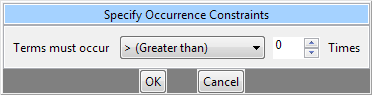 Specify Occurrence Constraints
Terms must occur > (Greater than) 0 Times
OK Cancel